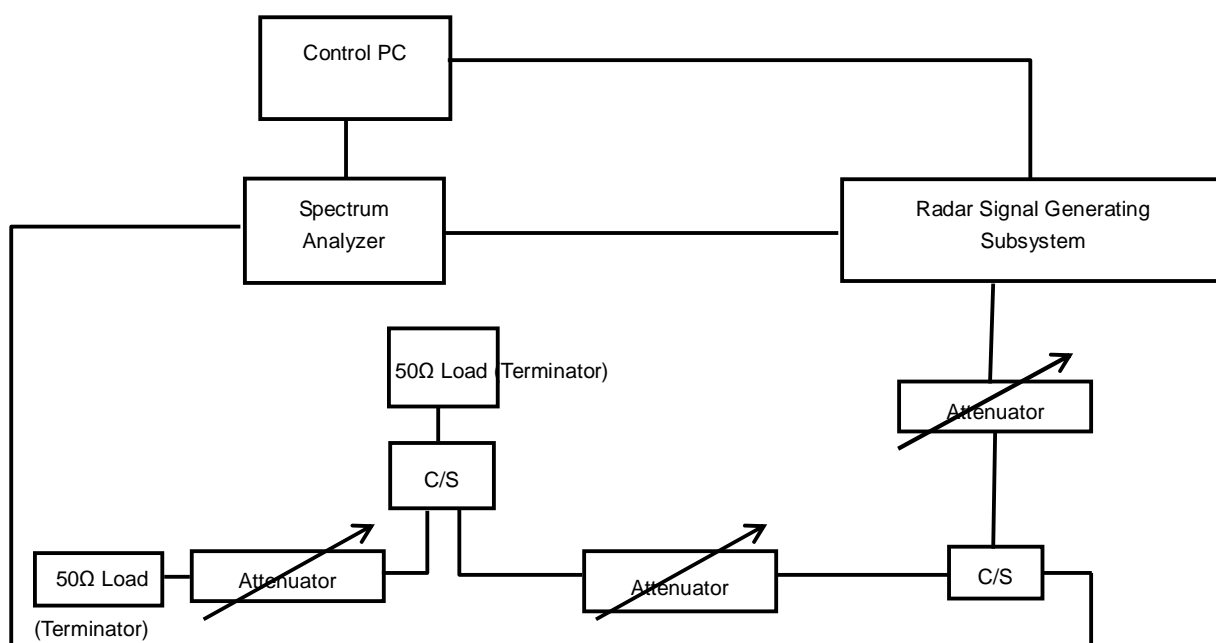 Control PC
Spectrum
Analyzer
Radar Signal Generating
Subsystem
50Ω Load (Terminator)
Attenuator
C/S
50Ω Load
(Terminator)
Attenuator
Attenuator
C/S